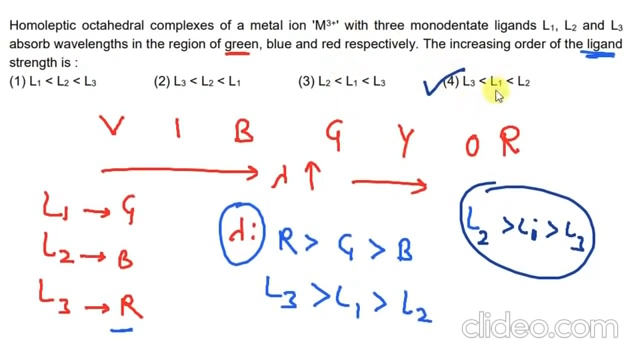 Homoleptic octahedral complexes of a metal ion 'M³⁺' with three monodentate ligands L₁, L₂ and L₃
absorb wavelengths in the region of green, blue and red respectively. The increasing order of the ligand
strength is :
(1) L₁ < L₂ < L₃ (2) L₃ < L₂ < L₁ (3) L₂ < L₁ < L₃ (4) L₃ < L₁ < L₂
V I B G Y O R
λ ↑
L₁ → G
L₂ → B
L₃ → R
λ: R > G > B
L₃ > L₁ > L₂
L₂ > L₁ > L₃
clideo.com